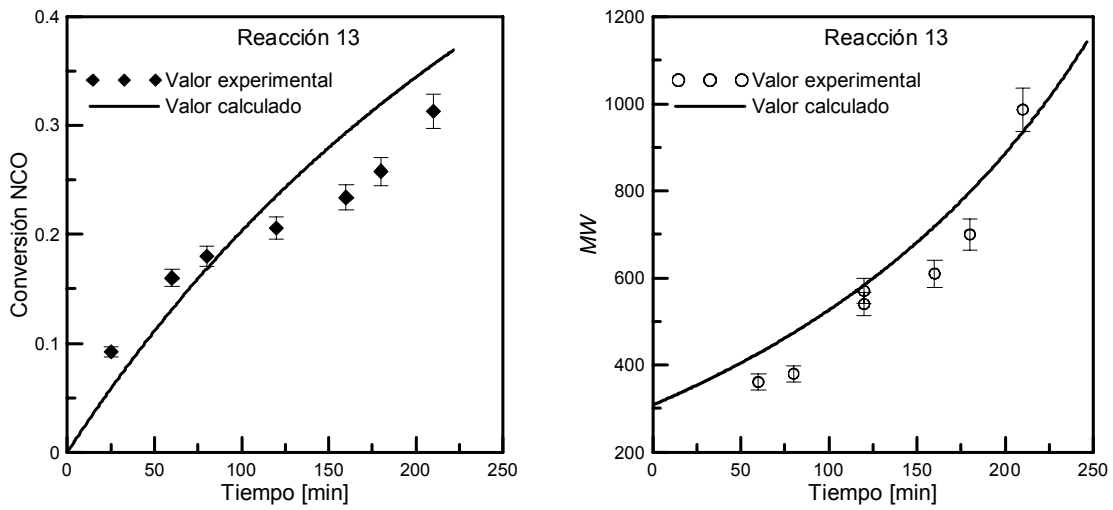 Reacción 13
Valor experimental
Valor calculado
Conversión NCO
0.4
0.3
0.2
0.1
0
0
50
100
150
200
250
Tiempo [min]
Reacción 13
Valor experimental
Valor calculado
MW
1200
1000
800
600
400
200
0
50
100
150
200
250
Tiempo [min]